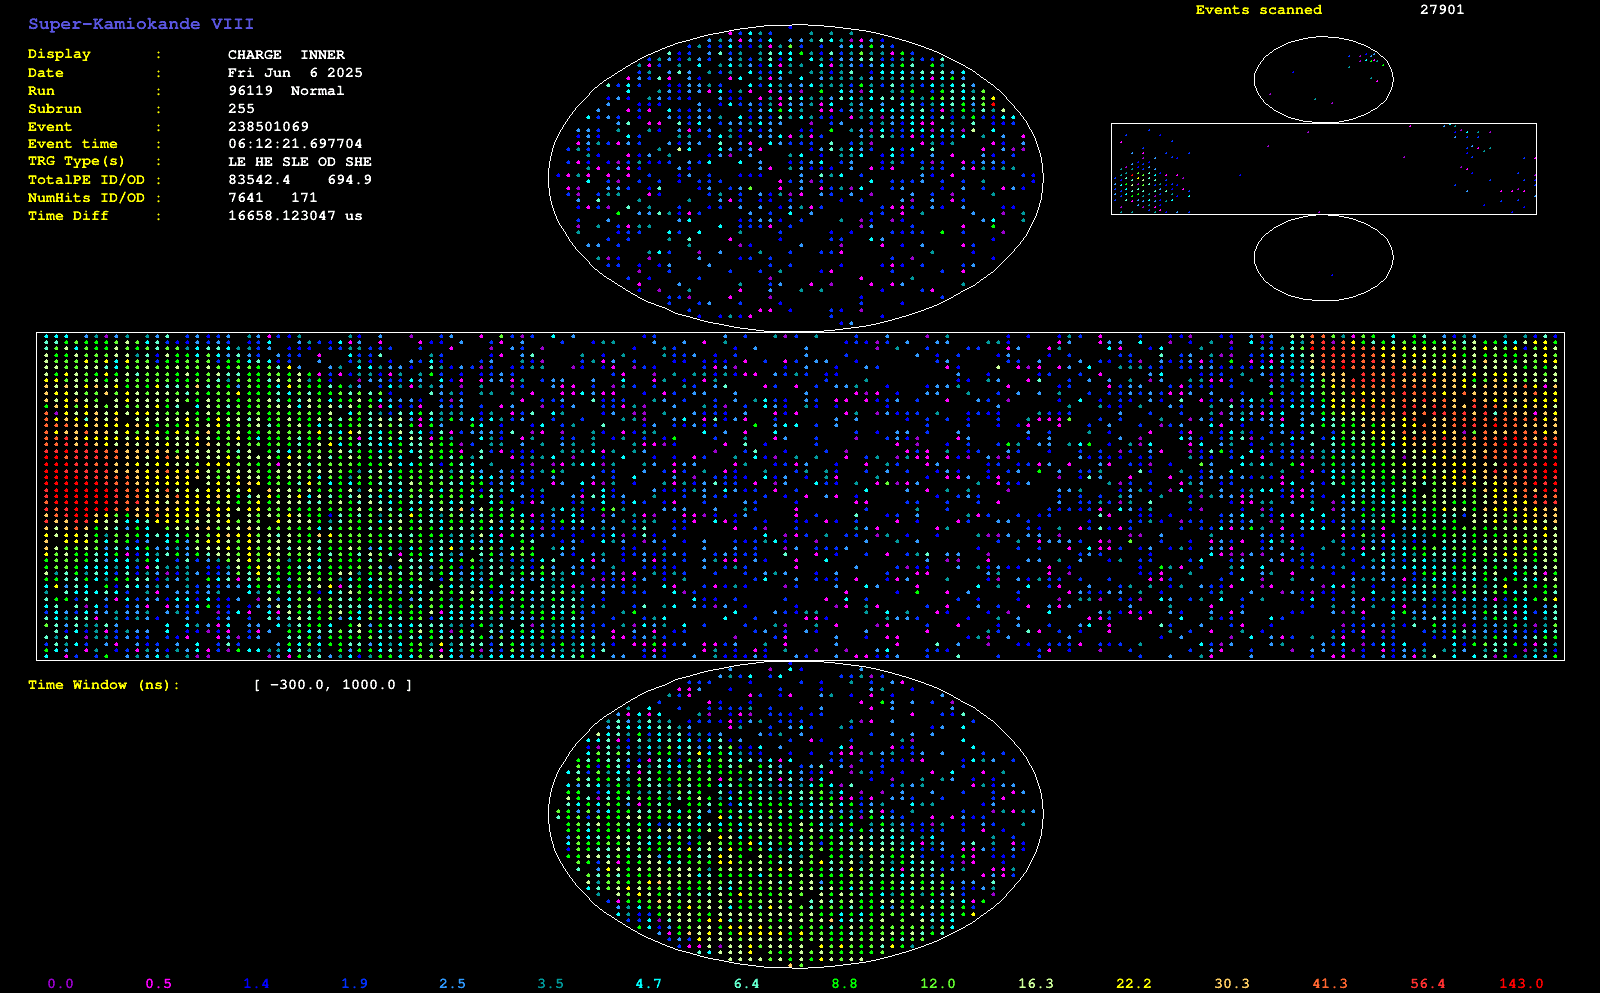 Super-Kamiokande VIII
Events scanned 27901
Display : CHARGE INNER
Date : Fri Jun 6 2025
Run : 96119 Normal
Subrun : 255
Event : 238501069
Event time : 06:12:21.697704
TRG Type(s) : LE HE SLE OD SHE
TotalPE ID/OD : 83542.4 694.9
NumHits ID/OD : 7641 171
Time Diff : 16658.123047 us
Time Window (ns): [ -300.0, 1000.0 ]
0.0 0.5 1.4 1.9 2.5 3.5 4.7 6.4 8.8 12.0 16.3 22.2 30.3 41.3 56.4 143.0